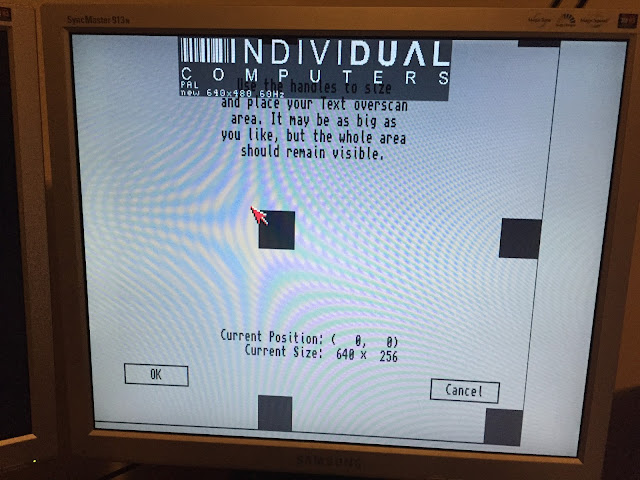 SyncMaster 913n
INDIVIDUAL
COMPUTERS
PAL
new 640x480 60Hz
Use the handles to size
and place your Text overscan
area. It may be as big as
you like, but the whole area
should remain visible.
Current Position: ( 0, 0)
Current Size: 640 x 256
OK
Cancel
SAMSUNG